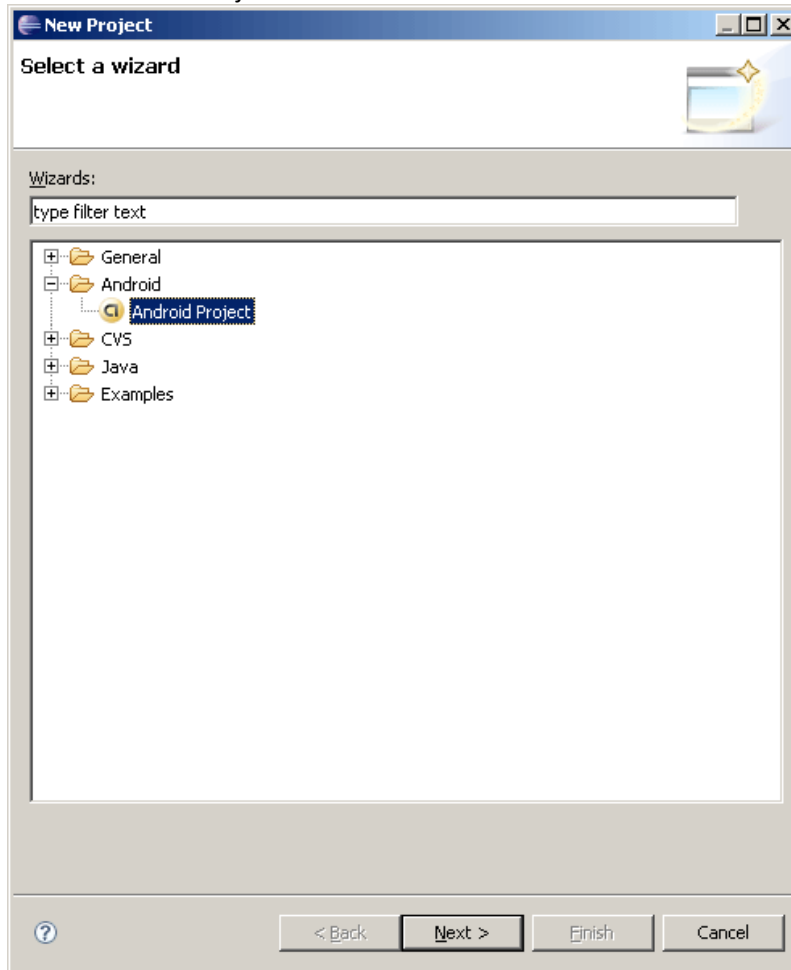 New Project
Select a wizard
Wizards:
type filter text
General
Android
Android Project
CVS
Java
Examples
< Back Next > Finish Cancel